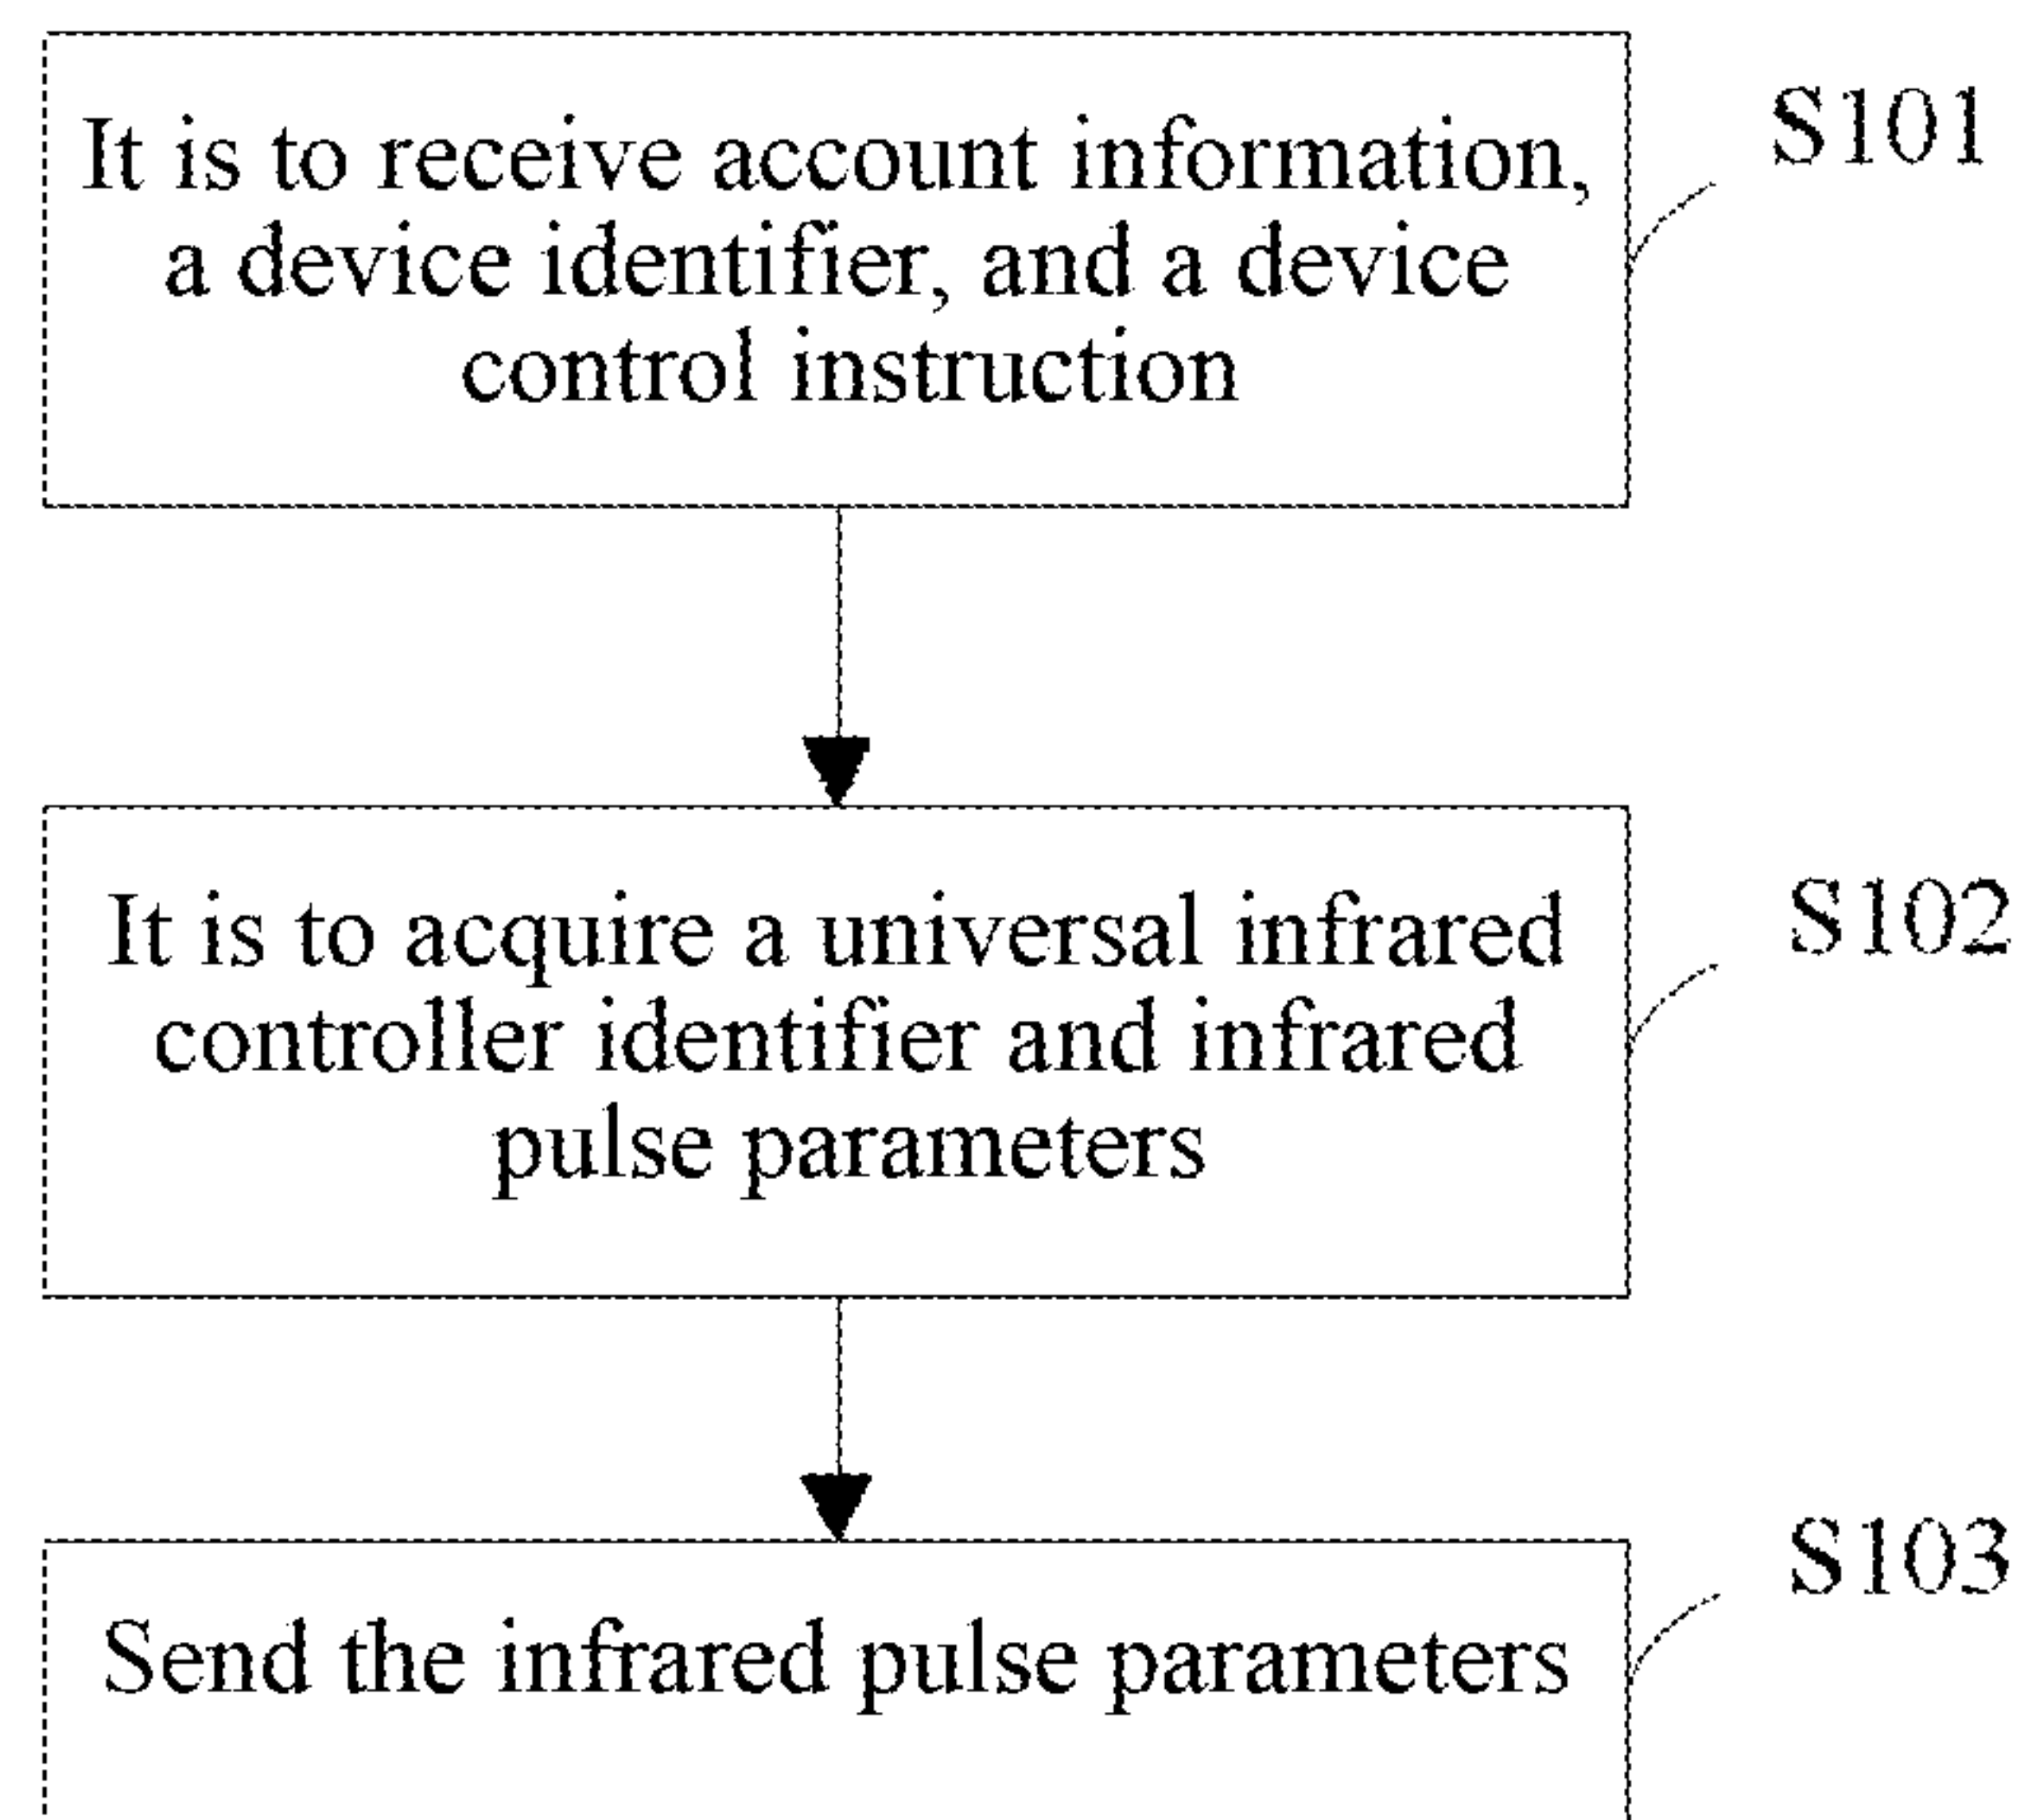 It is to receive account information,
a device identifier, and a device
control instruction
S101
It is to acquire a universal infrared
controller identifier and infrared
pulse parameters
S102
Send the infrared pulse parameters
S103